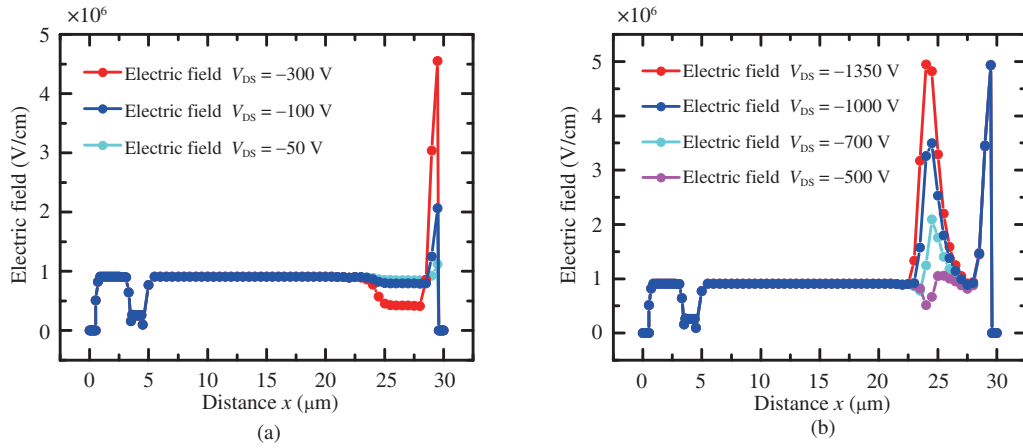 ×10⁶
5
4
3
2
1
0
Electric field (V/cm)
Electric field V_DS = −300 V
Electric field V_DS = −100 V
Electric field V_DS = −50 V
0 5 10 15 20 25 30
Distance x (μm)
(a)
×10⁶
5
4
3
2
1
0
Electric field (V/cm)
Electric field V_DS = −1350 V
Electric field V_DS = −1000 V
Electric field V_DS = −700 V
Electric field V_DS = −500 V
0 5 10 15 20 25 30
Distance x (μm)
(b)